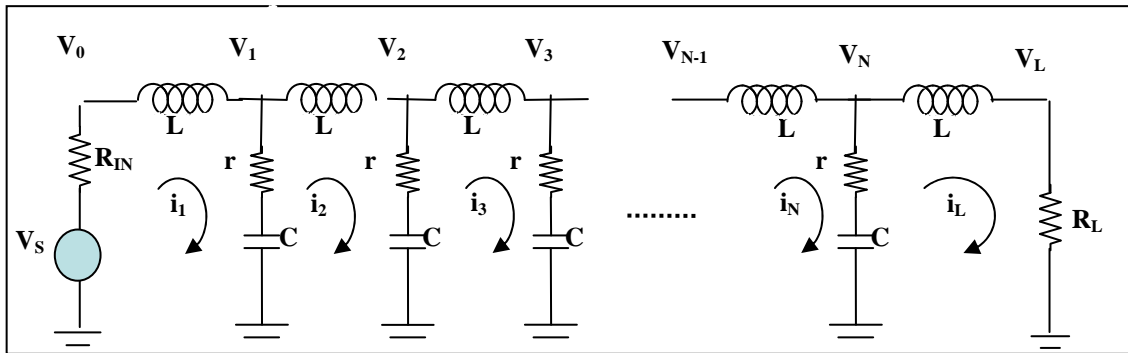 V0 V1 V2 V3 VN-1 VN VL
L L L L L
RIN r r r r
i1 i2 i3 iN iL
RL
VS C C C C